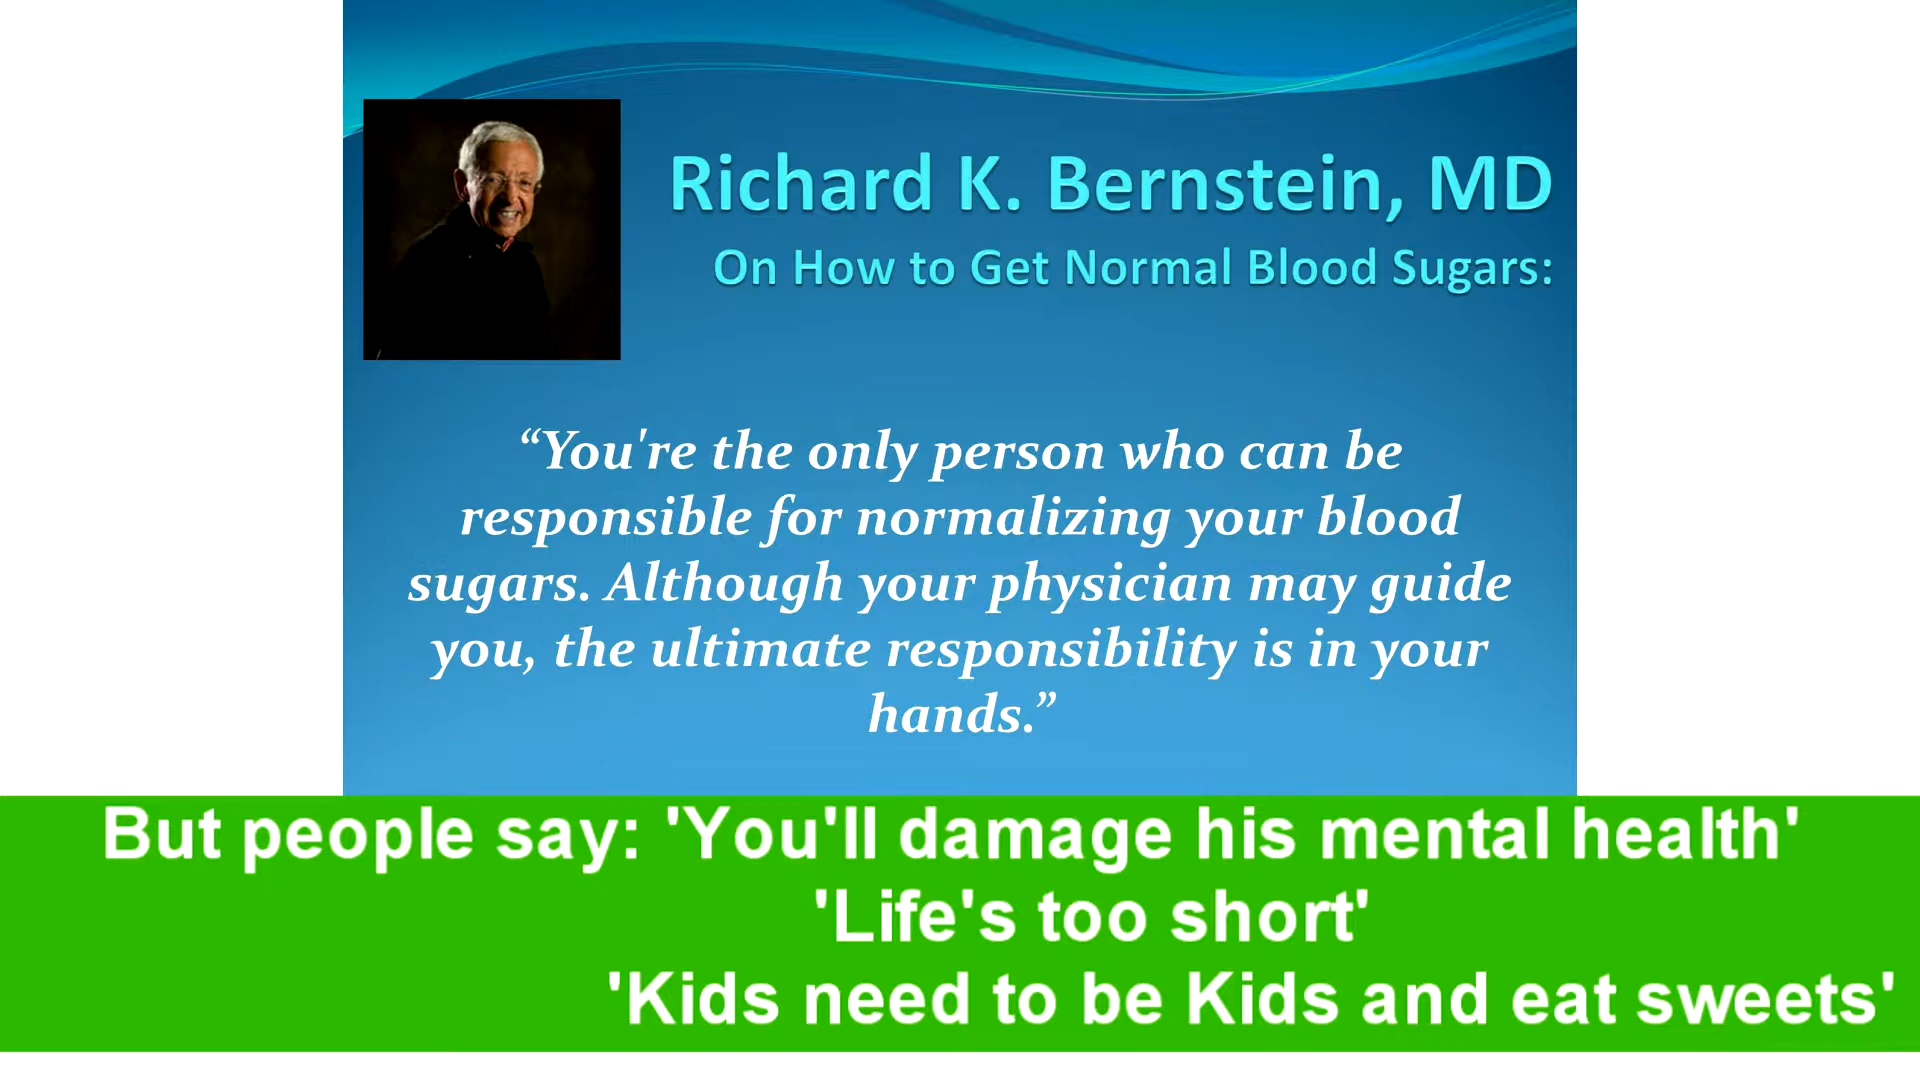 Richard K. Bernstein, MD
On How to Get Normal Blood Sugars:
“You're the only person who can be
responsible for normalizing your blood
sugars. Although your physician may guide
you, the ultimate responsibility is in your
hands.”
But people say: 'You'll damage his mental health'
'Life's too short'
'Kids need to be Kids and eat sweets'